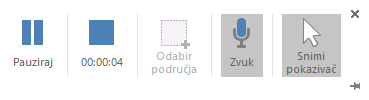 Pauziraj
00:00:04
Odabir
područja
Zvuk
Snimi
pokazivač